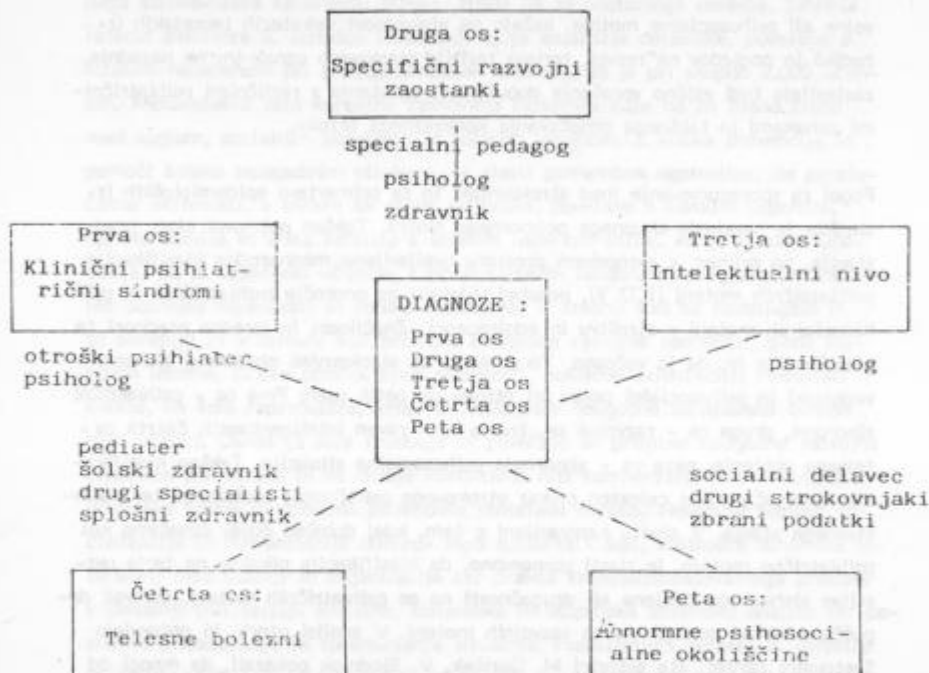 Druga os:
Specifični razvojni
zaostanki
specialni pedagog
psiholog
zdravnik
Prva os:
Klinični psihiat-
rični sindromi
Tretja os:
Intelektualni nivo
DIAGNOZE :
Prva os
Druga os
Tretja os
Četrta os
Peta os
otroški psihiater
psiholog
psiholog
pediater
šolski zdravnik
drugi specialisti
splošni zdravnik
socialni delavec
drugi strokovnjaki
zbrani podatki
Četrta os:
Telesne bolezni
Peta os:
Abnormne psihosoci-
alne okoliščine